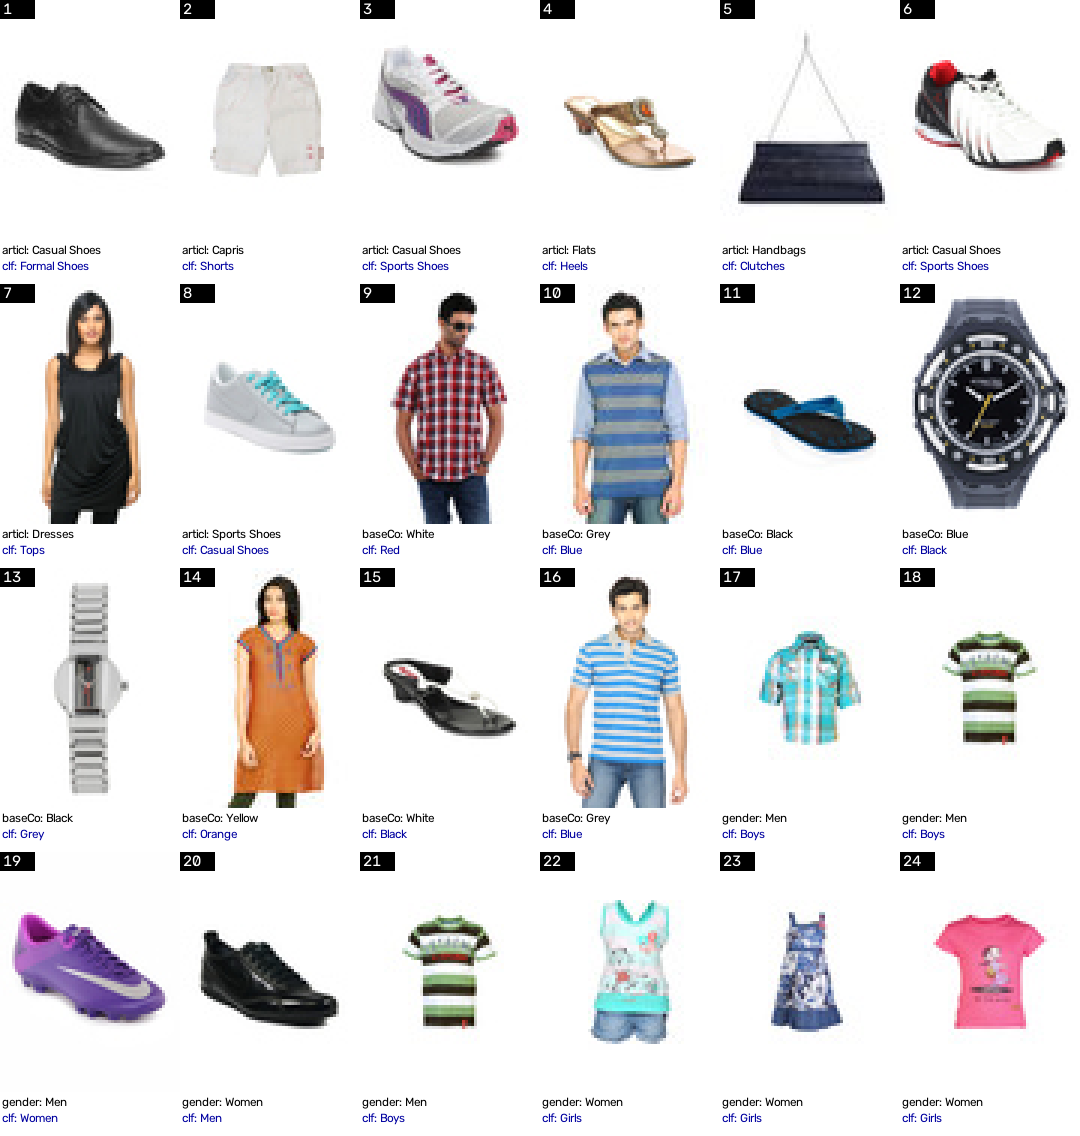 1 2 3 4 5 6
articl: Casual Shoes articl: Capris articl: Casual Shoes articl: Flats articl: Handbags articl: Casual Shoes
clf: Formal Shoes clf: Shorts clf: Sports Shoes clf: Heels clf: Clutches clf: Sports Shoes
7 8 9 10 11 12
articl: Dresses articl: Sports Shoes baseCo: White baseCo: Grey baseCo: Black baseCo: Blue
clf: Tops clf: Casual Shoes clf: Red clf: Blue clf: Blue clf: Black
13 14 15 16 17 18
baseCo: Black baseCo: Yellow baseCo: White baseCo: Grey gender: Men gender: Men
clf: Grey clf: Orange clf: Black clf: Blue clf: Boys clf: Boys
19 20 21 22 23 24
gender: Men gender: Women gender: Men gender: Women gender: Women gender: Women
clf: Women clf: Men clf: Boys clf: Girls clf: Girls clf: Girls